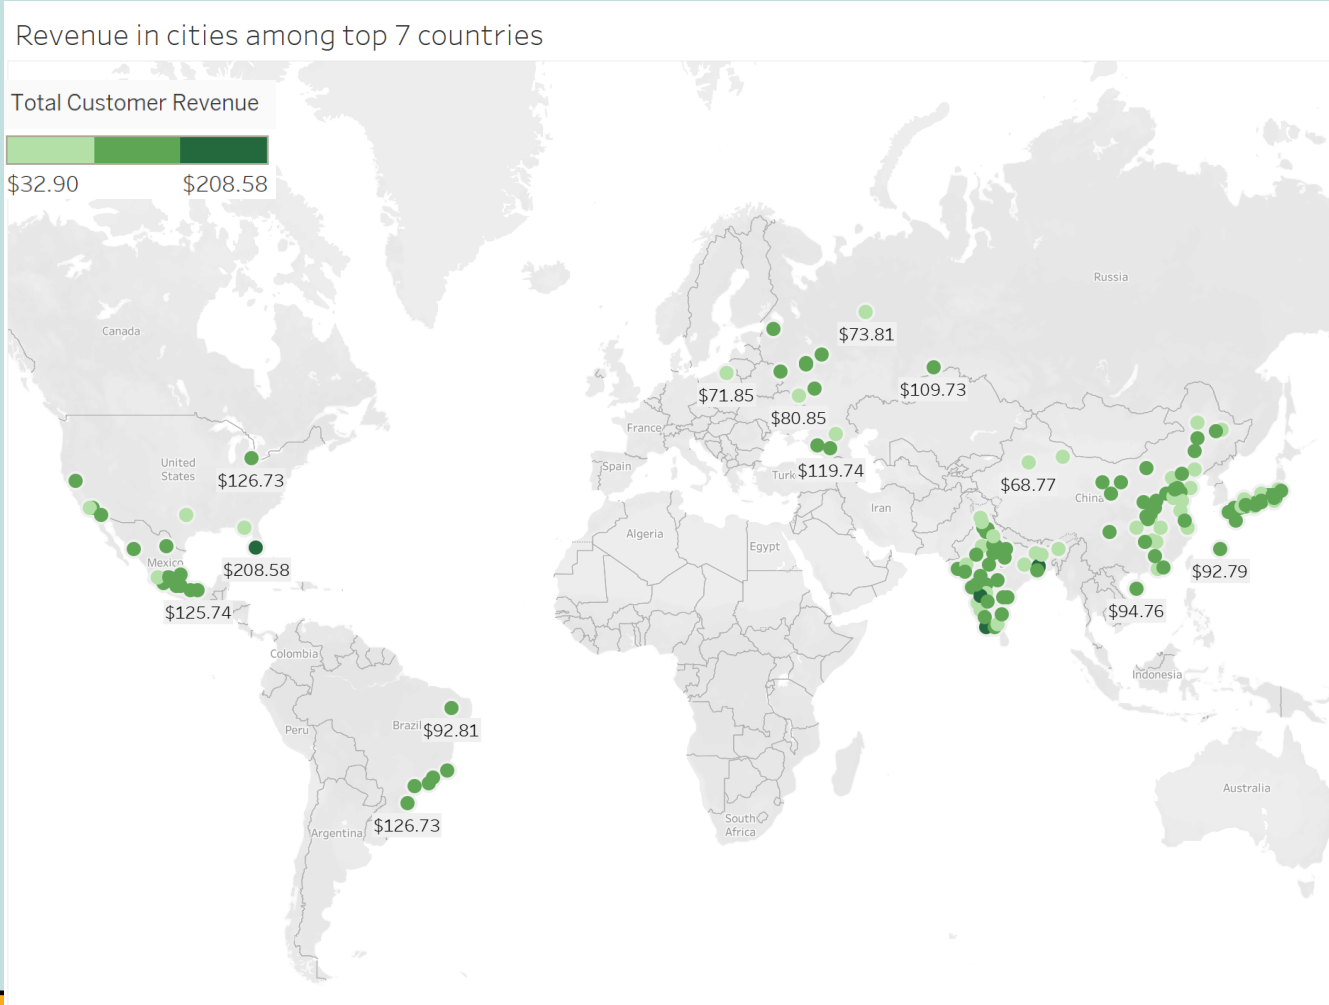 Revenue in cities among top 7 countries
Total Customer Revenue
$32.90 $208.58
Russia
Canada
$73.81
$71.85
$109.73
$80.85
France
United
States
$126.73
Spain
Turk
$119.74
$68.77
China
Iran
Algeria
Egypt
Mexico
$208.58
$92.79
$125.74
$94.76
Colombia
Indonesia
Peru
Brazil
$92.81
Australia
$126.73
Argentina
South
Africa